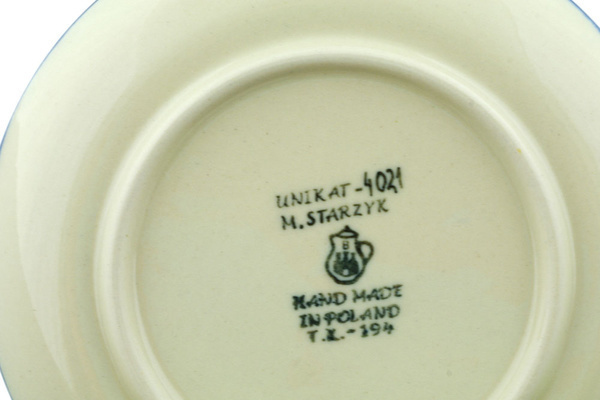 UNIKAT-4021
M. STARZYK
B
HAND MADE
IN POLAND
T.Z.-194